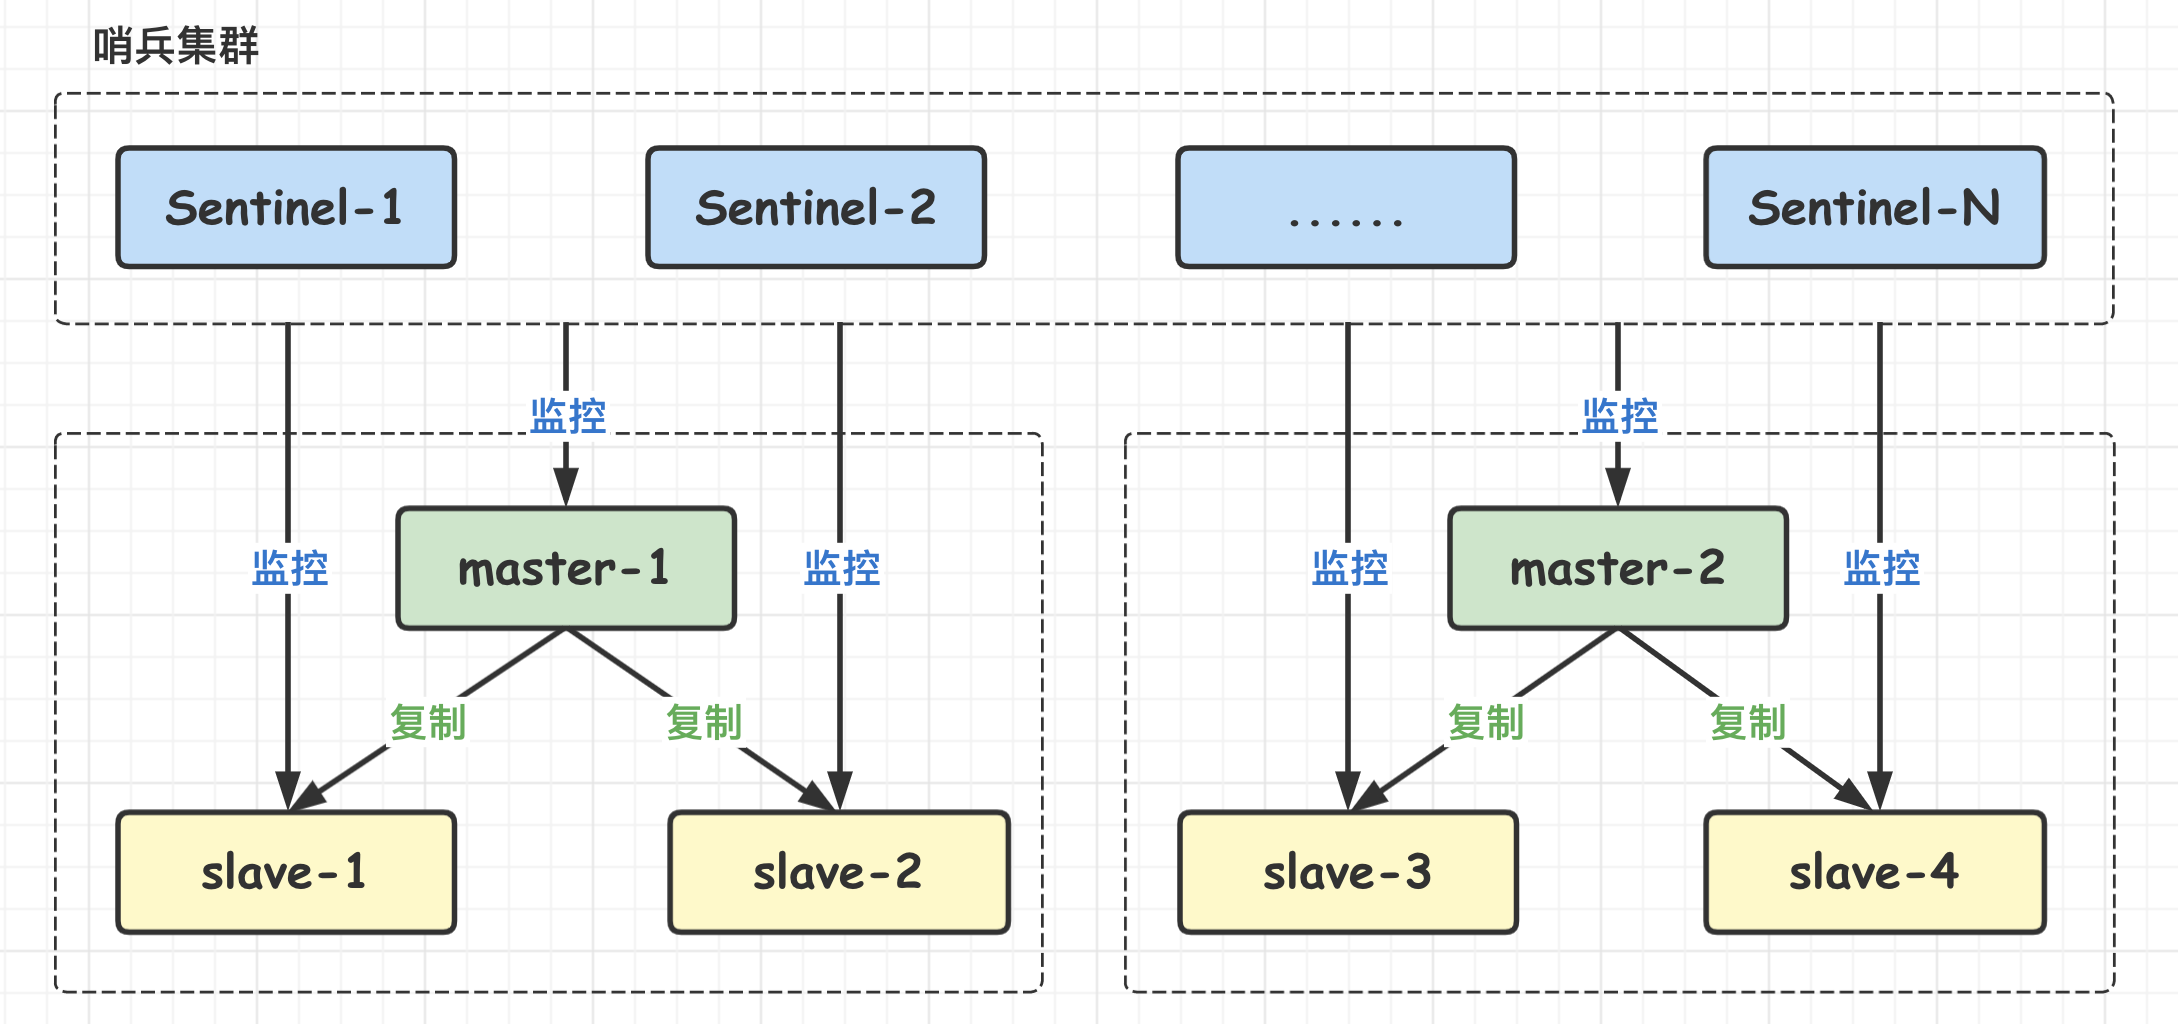 哨兵集群
Sentinel-1
Sentinel-2
......
Sentinel-N
监控
监控
master-1
master-2
监控
监控
监控
监控
复制
复制
复制
复制
slave-1
slave-2
slave-3
slave-4